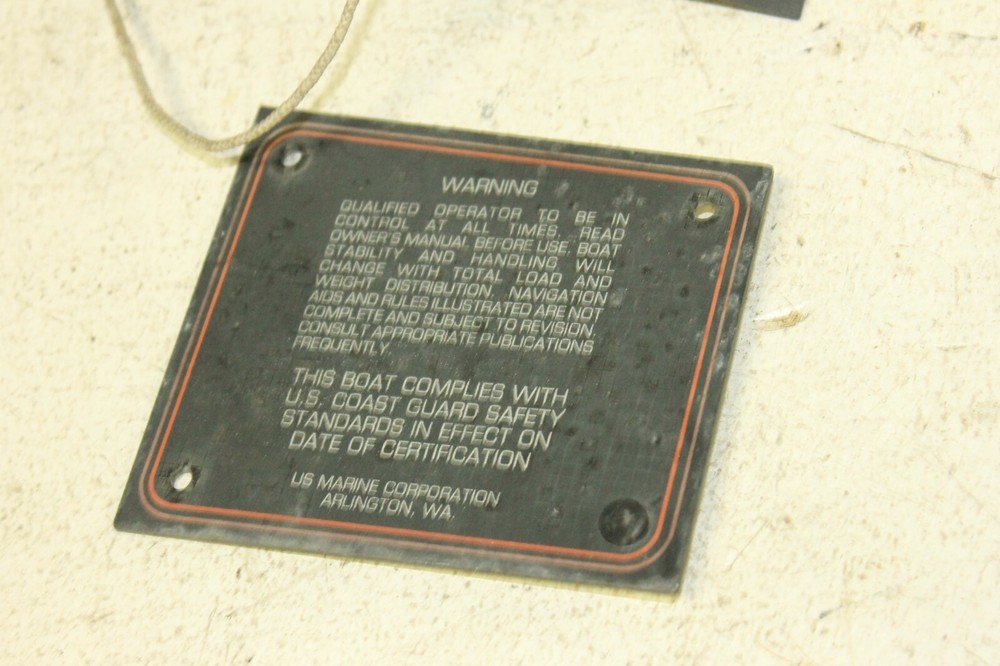 WARNING
QUALIFIED OPERATOR TO BE IN
CONTROL AT ALL TIMES. READ
OWNER'S MANUAL BEFORE USE. BOAT
STABILITY AND HANDLING WILL
CHANGE WITH TOTAL LOAD AND
WEIGHT DISTRIBUTION. NAVIGATION
AIDS AND RULES ILLUSTRATED ARE NOT
COMPLETE AND SUBJECT TO REVISION.
CONSULT APPROPRIATE PUBLICATIONS
FREQUENTLY.
THIS BOAT COMPLIES WITH
U.S. COAST GUARD SAFETY
STANDARDS IN EFFECT ON
DATE OF CERTIFICATION
US MARINE CORPORATION
ARLINGTON, WA.